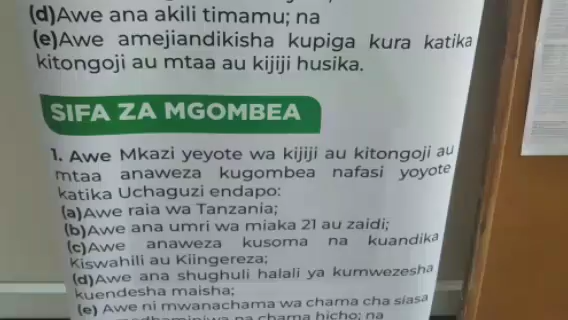 (d)Awe ana akili timamu; na
(e)Awe amejiandikisha kupiga kura katika
kitongoji au mtaa au kijiji husika.
SIFA ZA MGOMBEA
1. Awe Mkazi yeyote wa kijiji au kitongoji au
mtaa anaweza kugombea nafasi yoyote
katika Uchaguzi endapo:
(a)Awe raia wa Tanzania;
(b)Awe ana umri wa miaka 21 au zaidi;
(c)Awe anaweza kusoma na kuandika
Kiswahili au Kiingereza;
(d)Awe ana shughuli halali ya kumwezesha
kuendesha maisha;
(e) Awe ni mwanachama wa chama cha siasa
na chama hicho; na